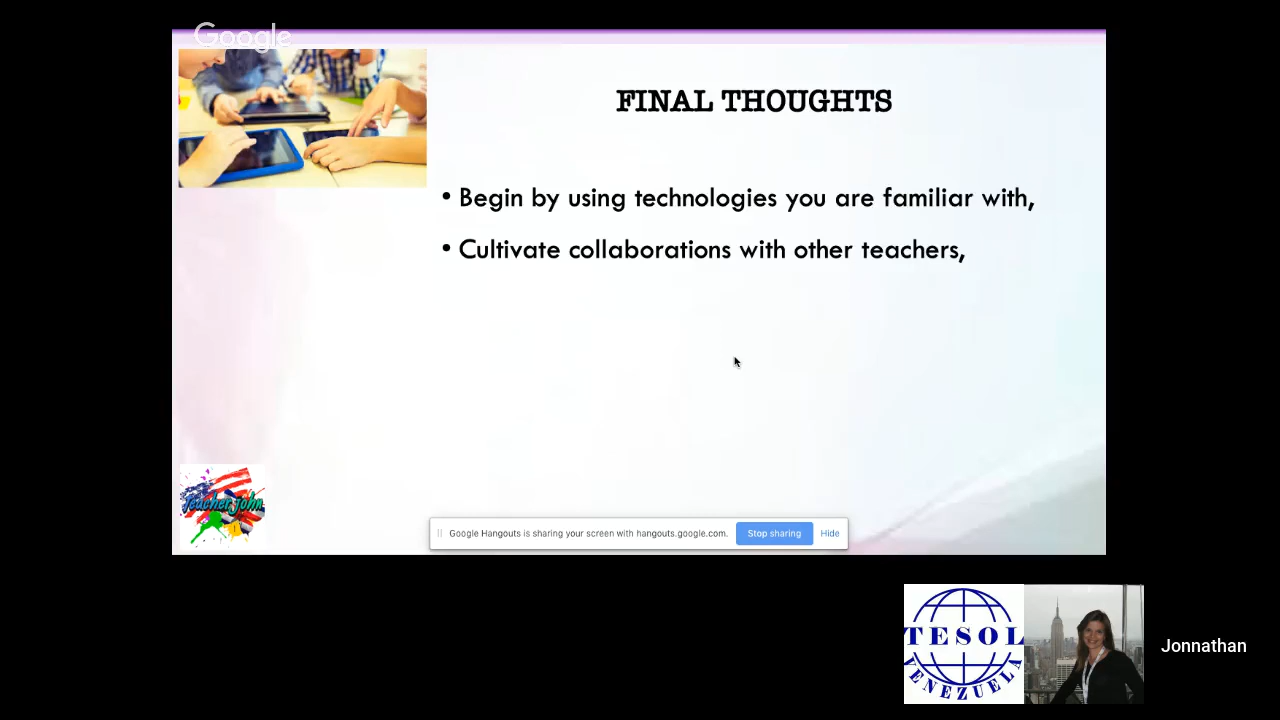 Google
FINAL THOUGHTS
• Begin by using technologies you are familiar with,
• Cultivate collaborations with other teachers,
Teacher John
Google Hangouts is sharing your screen with hangouts.google.com.
Stop sharing
Hide
TESOL
VENEZUELA
Jonnathan